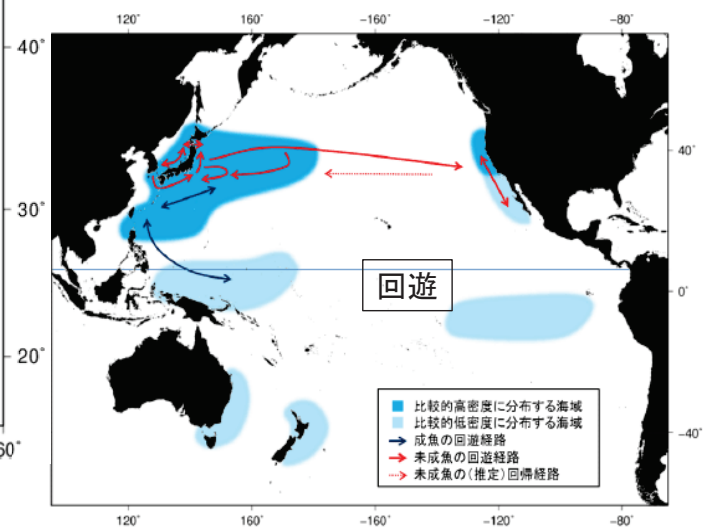 120°
160°
-160°
-120°
-80°
40°
30°
20°
60°
40°
0°
-40°
回遊
比較的高密度に分布する海域
比較的低密度に分布する海域
成魚の回遊経路
未成魚の回遊経路
未成魚の(推定)回帰経路
120°
160°
-160°
-120°
-80°